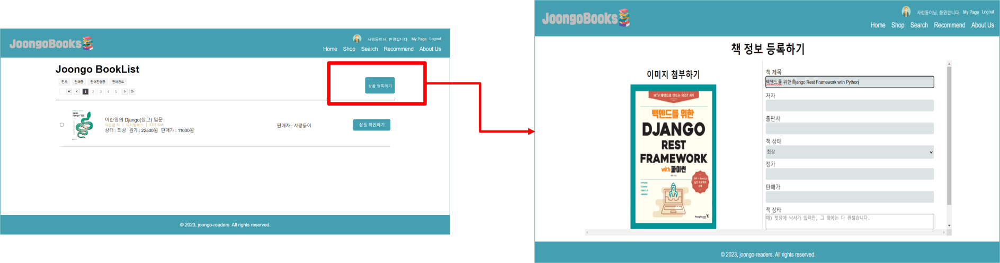 JoongoBooks
사랑둥이님, 환영합니다. My Page Logout
Home Shop Search Recommend About Us
Joongo BookList
전체 판매중 판매진행중 판매완료
« ‹ 1 2 3 4 5 › »
상품 등록하기
이한영의 Django(장고) 입문
이한영 저 | 디지털북스 | EST Soft
상태 : 최상 원가 : 22500원 판매가 : 11000원
판매자 : 사랑둥이
상품 확인하기
© 2023, joongo-readers. All rights reserved.
JoongoBooks
사랑둥이님, 환영합니다. My Page Logout
Home Shop Search Recommend About Us
책 정보 등록하기
이미지 첨부하기
MTV 패턴으로 만드는 REST API
백엔드를 위한
DJANGO
REST
FRAMEWORK
with 파이썬
책 제목
백엔드를 위한 Django Rest Framework with Python
저자
출판사
책 상태
최상
정가
판매가
책 상태
예) 첫장에 낙서가 있지만, 그 외에는 다 괜찮습니다.
© 2023, joongo-readers. All rights reserved.